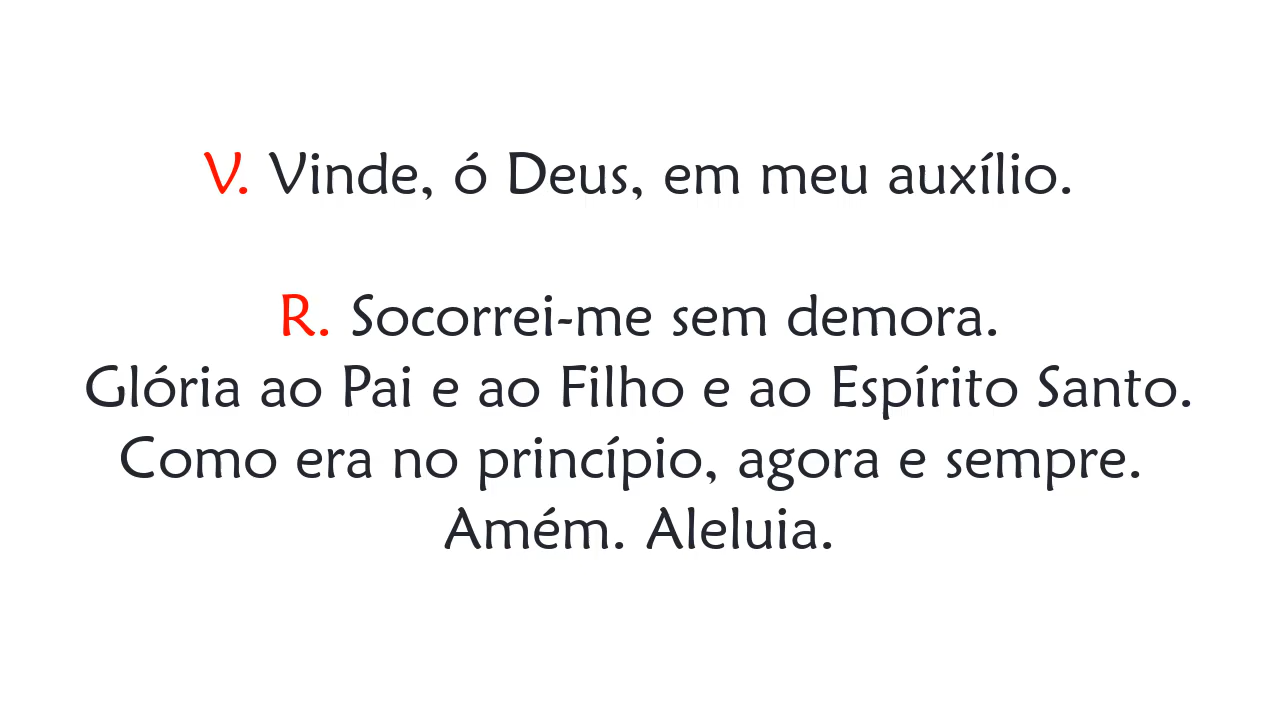 V. Vinde, ó Deus, em meu auxílio.
R. Socorrei-me sem demora.
Glória ao Pai e ao Filho e ao Espírito Santo.
Como era no princípio, agora e sempre.
Amém. Aleluia.